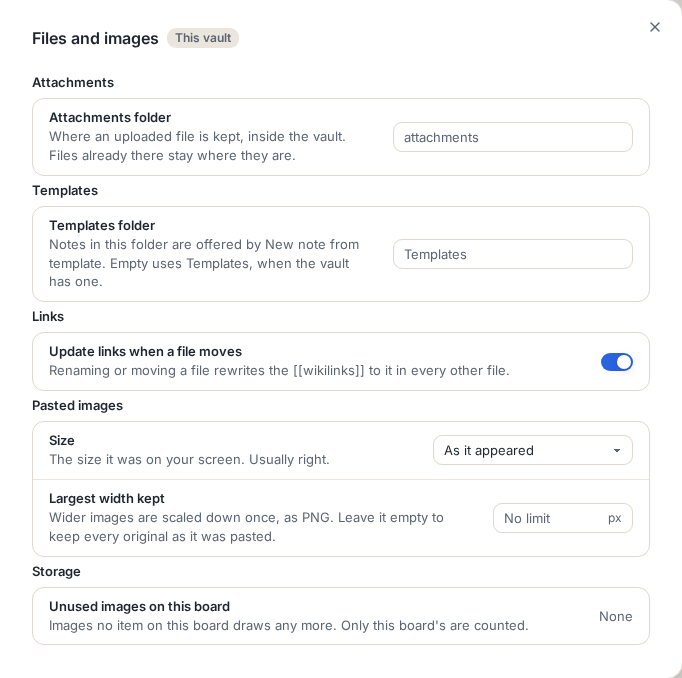 Files and images This vault
Attachments
Attachments folder
Where an uploaded file is kept, inside the vault.
Files already there stay where they are.
attachments
Templates
Templates folder
Notes in this folder are offered by New note from
template. Empty uses Templates, when the vault
has one.
Templates
Links
Update links when a file moves
Renaming or moving a file rewrites the [[wikilinks]] to it in every other file.
Pasted images
Size
The size it was on your screen. Usually right.
As it appeared
Largest width kept
Wider images are scaled down once, as PNG. Leave it empty to
keep every original as it was pasted.
No limit px
Storage
Unused images on this board
Images no item on this board draws any more. Only this board's are counted.
None